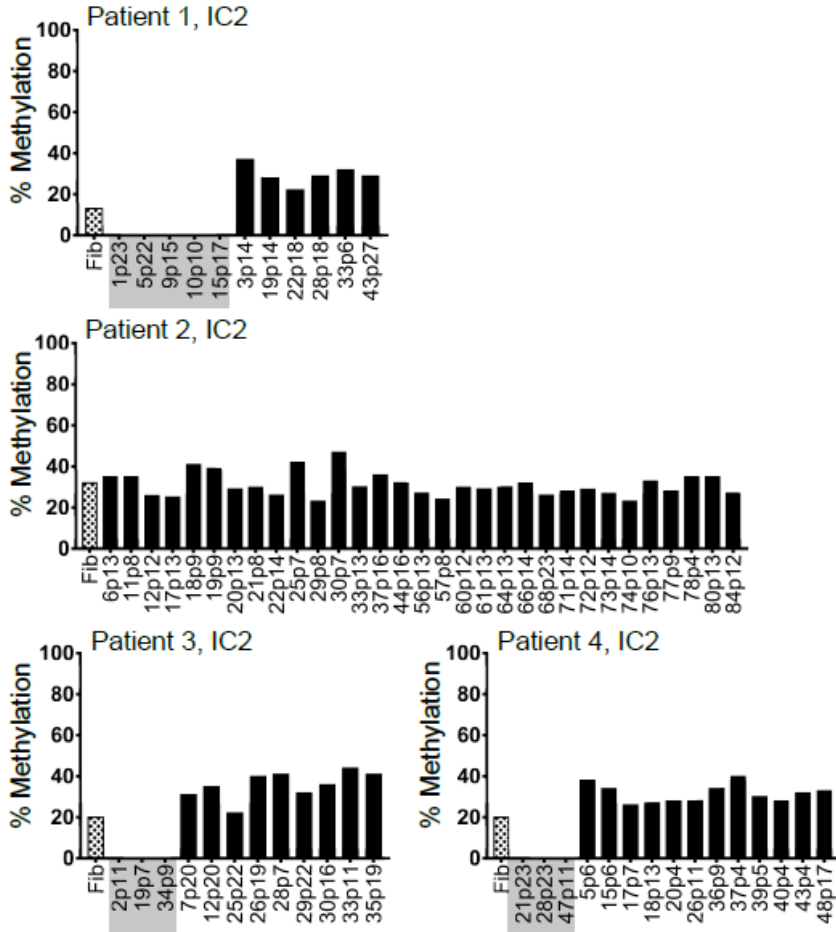 Patient 1, IC2
% Methylation
100
80
60
40
20
0
Fib
1p23
5p22
9p15
10p10
15p17
3p14
19p14
22p18
28p18
33p6
43p27
Patient 2, IC2
% Methylation
100
80
60
40
20
0
Fib
6p13
11p8
12p12
17p13
18p9
19p9
20p13
21p8
22p14
25p7
29p8
30p7
33p13
37p16
44p16
56p13
57p8
60p12
61p13
64p13
66p14
68p23
71p14
72p12
73p14
74p10
76p13
77p9
78p4
80p13
84p12
Patient 3, IC2
% Methylation
100
80
60
40
20
0
Fib
2p11
19p7
34p9
7p20
12p20
25p22
26p19
28p7
29p22
30p16
33p11
35p19
Patient 4, IC2
% Methylation
100
80
60
40
20
0
Fib
21p23
28p23
47p11
5p6
15p6
17p7
18p13
20p4
26p11
36p9
37p4
39p5
40p4
43p4
48p17